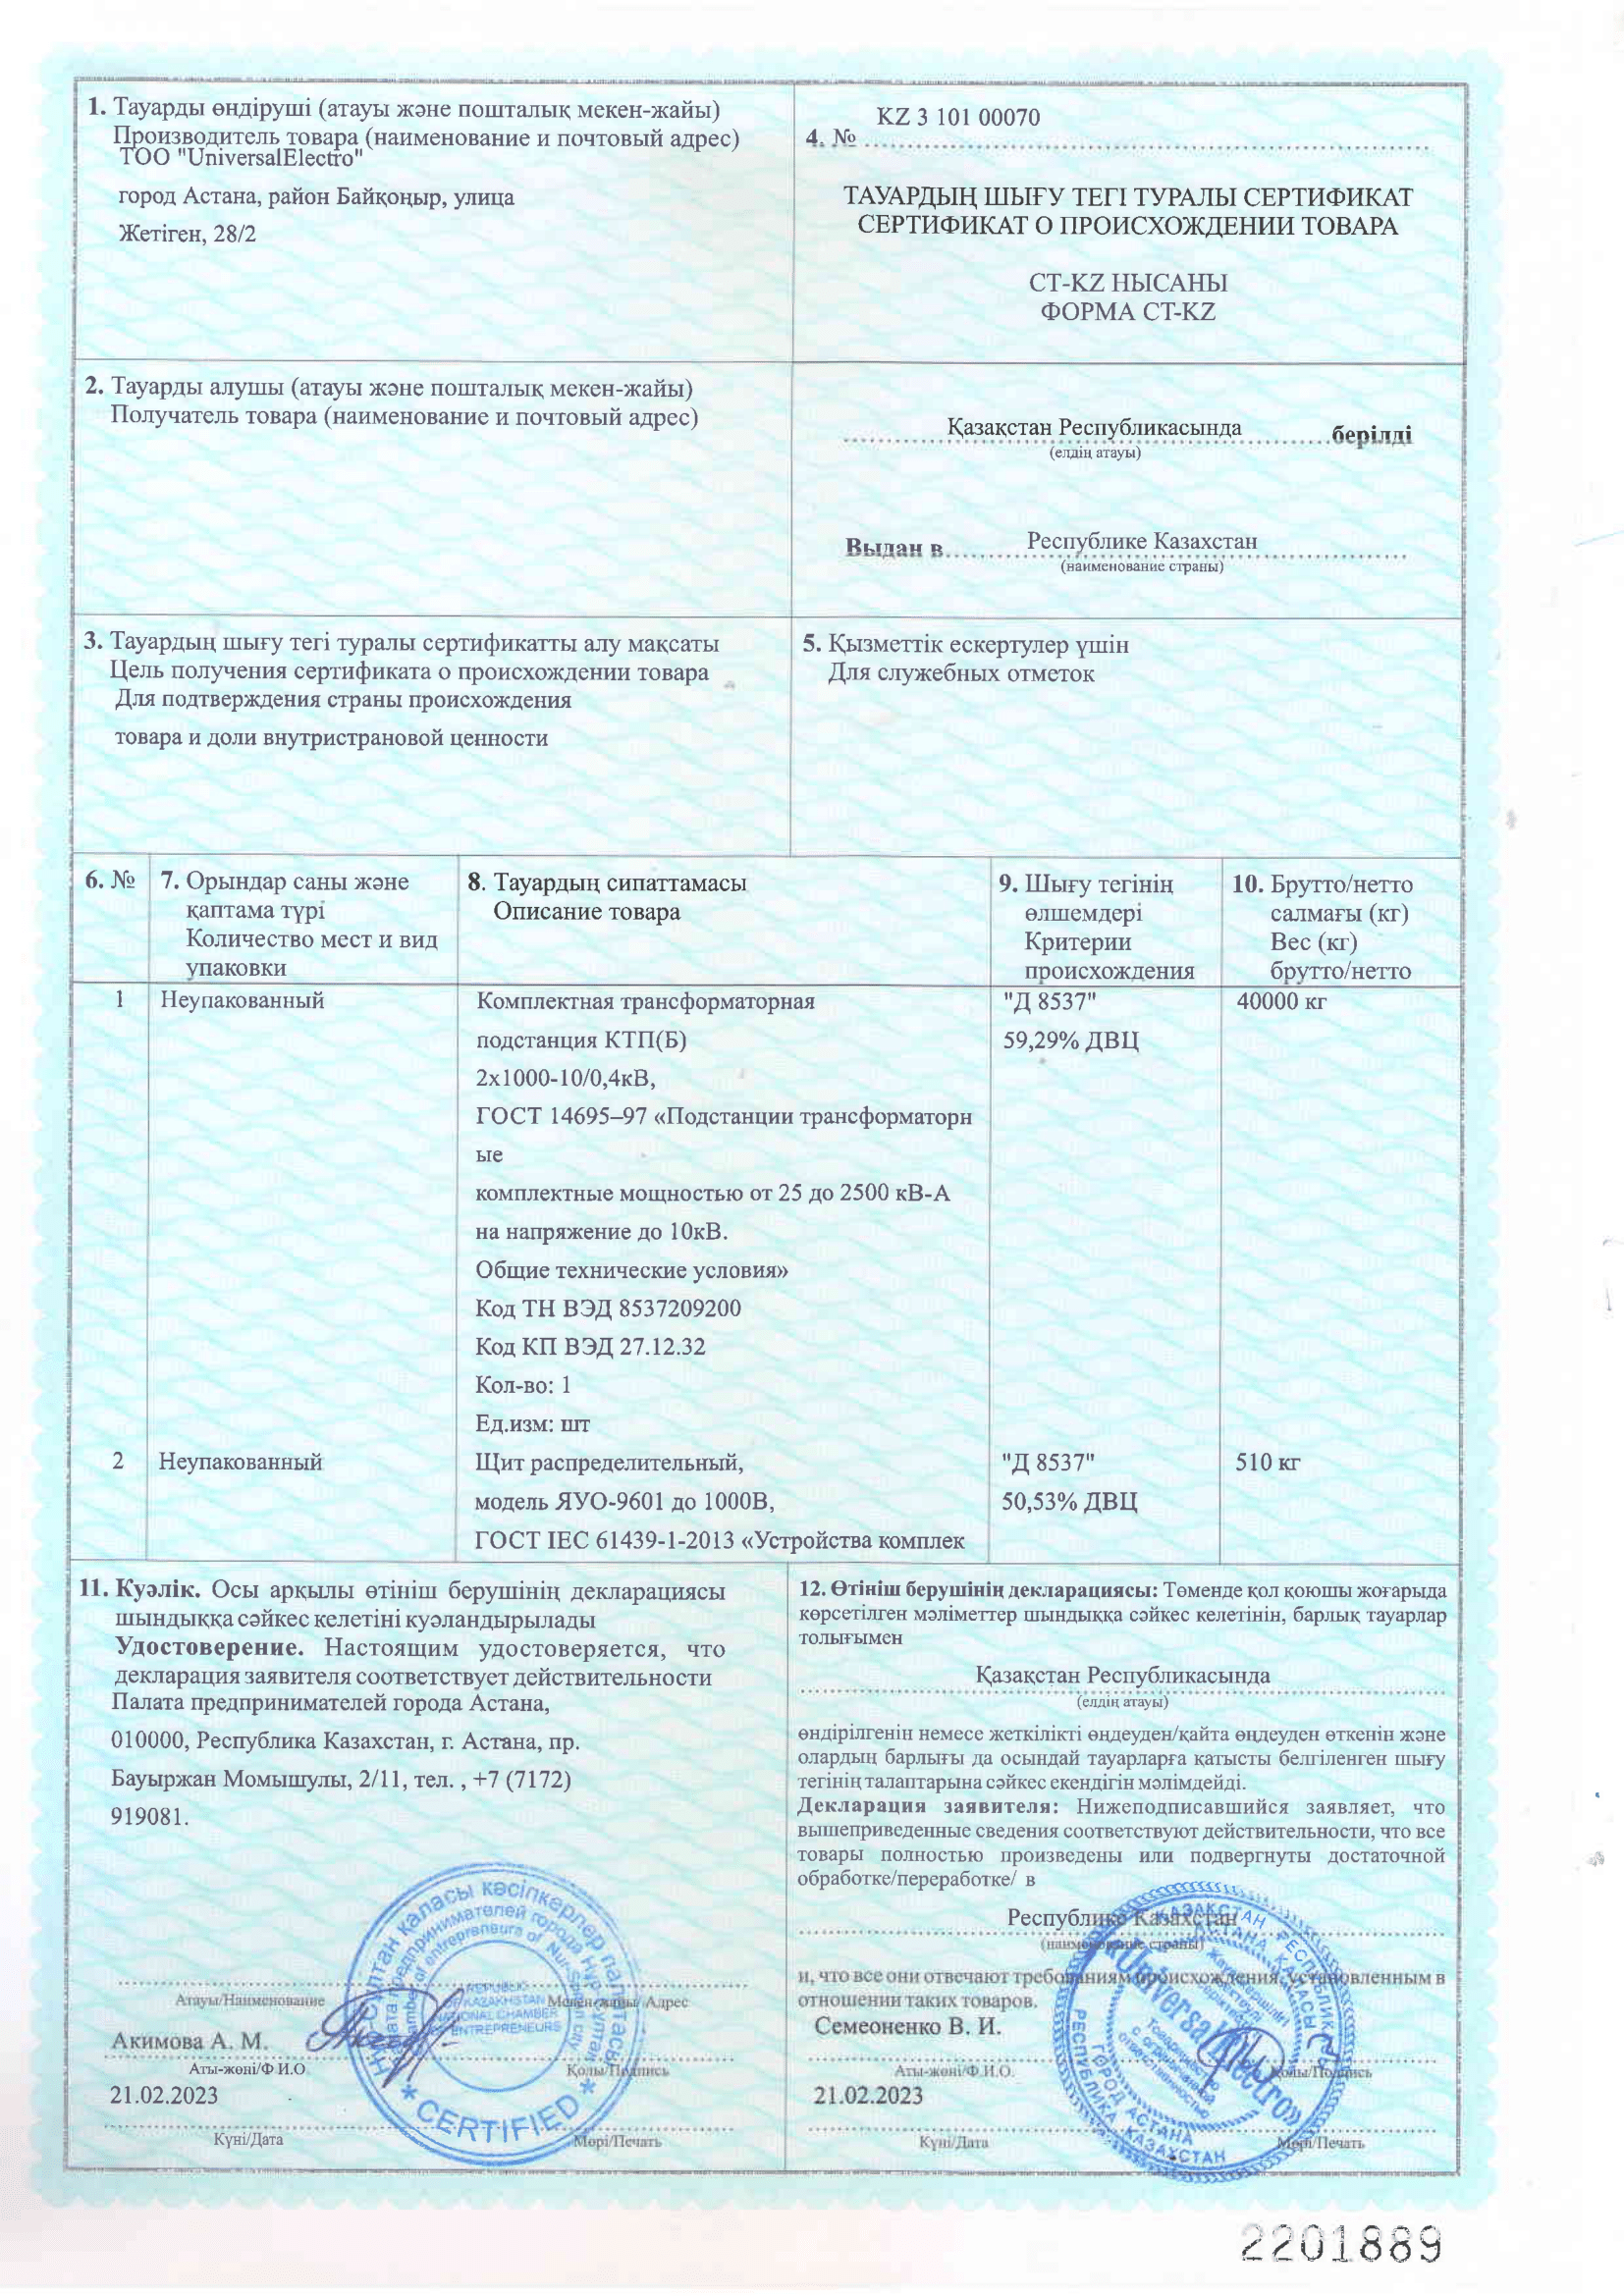 1. Тауарды өндіруші (атауы және пошталық мекен-жайы)
Производитель товара (наименование и почтовый адрес)
ТОО "UniversalElectro"
город Астана, район Байқоңыр, улица
Жетіген, 28/2
KZ 3 101 00070
4. №
ТАУАРДЫҢ ШЫҒУ ТЕГІ ТУРАЛЫ СЕРТИФИКАТ
СЕРТИФИКАТ О ПРОИСХОЖДЕНИИ ТОВАРА
СТ-KZ НЫСАНЫ
ФОРМА СТ-KZ
2. Тауарды алушы (атауы және пошталық мекен-жайы)
Получатель товара (наименование и почтовый адрес)
Қазақстан Республикасында берілді
(елдің атауы)
Выдан в Республике Казахстан
(наименование страны)
3. Тауардың шығу тегі туралы сертификатты алу мақсаты
Цель получения сертификата о происхождении товара
Для подтверждения страны происхождения
товара и доли внутристрановой ценности
5. Қызметтік ескертулер үшін
Для служебных отметок
6. №
7. Орындар саны және
қаптама түрі
Количество мест и вид
упаковки
8. Тауардың сипаттамасы
Описание товара
9. Шығу тегінің
өлшемдері
Критерии
происхождения
10. Брутто/нетто
салмағы (кг)
Вес (кг)
брутто/нетто
1 Неупакованный Комплектная трансформаторная "Д 8537" 40000 кг
подстанция КТП(Б) 59,29% ДВЦ
2х1000-10/0,4кВ,
ГОСТ 14695–97 «Подстанции трансформаторн
ые
комплектные мощностью от 25 до 2500 кВ-А
на напряжение до 10кВ.
Общие технические условия»
Код ТН ВЭД 8537209200
Код КП ВЭД 27.12.32
Кол-во: 1
Ед.изм: шт
2 Неупакованный Щит распределительный, "Д 8537" 510 кг
модель ЯУО-9601 до 1000В, 50,53% ДВЦ
ГОСТ IEC 61439-1-2013 «Устройства комплек
11. Куәлік. Осы арқылы өтініш берушінің декларациясы
шындыққа сәйкес келетіні куәландырылады
Удостоверение. Настоящим удостоверяется, что
декларация заявителя соответствует действительности
Палата предпринимателей города Астана,
010000, Республика Казахстан, г. Астана, пр.
Бауыржан Момышулы, 2/11, тел. , +7 (7172)
919081.
Атауы/Наименование Мекен-жайы/ Адрес
Акимова А. М.
Аты-жөні/Ф.И.О Қолы/Подпись
21.02.2023
Күні/Дата Мөрі/Печать
REPUBLIC
OF KAZAKHSTAN
NATIONAL CHAMBER
OF ENTREPRENEURS
CERTIFIED
12. Өтініш берушінің декларациясы: Төменде қол қоюшы жоғарыда
көрсетілген мәліметтер шындыққа сәйкес келетінін, барлық тауарлар
толығымен
Қазақстан Республикасында
(елдің атауы)
өндірілгенін немесе жеткілікті өңдеуден/қайта өңдеуден өткенін және
олардың барлығы да осындай тауарларға қатысты белгіленген шығу
тегінің талаптарына сәйкес екендігін мәлімдейді.
Декларация заявителя: Нижеподписавшийся заявляет, что
вышеприведенные сведения соответствуют действительности, что все
товары полностью произведены или подвергнуты достаточной
обработке/переработке/ в
Республике Казахстан
(наименование страны)
и, что все они отвечают требованиям происхождения, установленным в
отношении таких товаров.
Семеоненко В. И.
Аты-жөні/Ф.И.О. Қолы/Подпись
21.02.2023
Күні/Дата Мөрі/Печать
«Universal Electro»
ГОРОД АСТАНА
РЕСПУБЛИКА КАЗАХСТАН
2201889